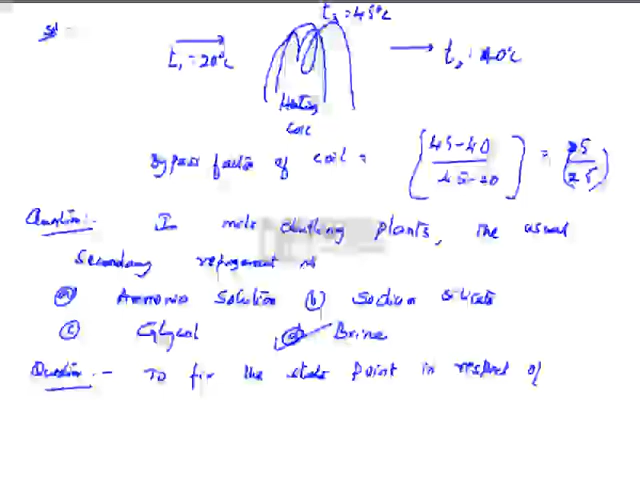 Sol :-
t₃ = 45°C
t₁ = 20°C
t₂ = 40°C
Heating
coil
Bypass factor of coil = [45-40 / 45-20] = (5 / 25)
Question:- In plants, the usual
Secondary refrigerant is
(a) Ammonia Solution (b) Sodium silicate
(c) Glycol (d) Brine
Question :- To fix the state point in respect of